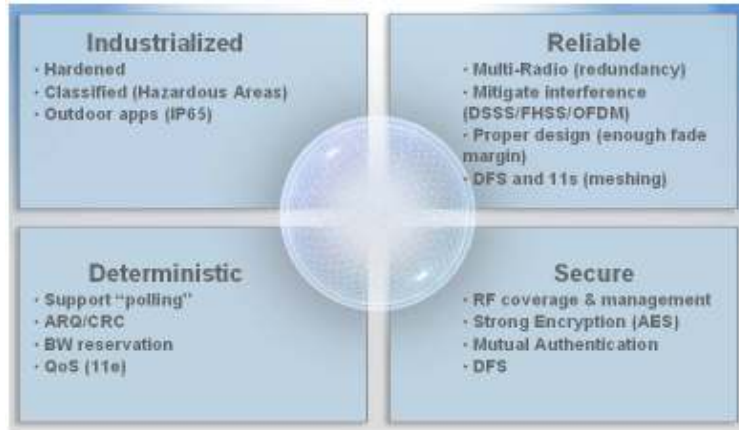 Industrialized
· Hardened
· Classified (Hazardous Areas)
· Outdoor apps (IP65)
Reliable
· Multi-Radio (redundancy)
· Mitigate interference
(DSSS/FHSS/OFDM)
· Proper design (enough fade
margin)
· DFS and 11s (meshing)
Deterministic
· Support “polling”
· ARQ/CRC
· BW reservation
· QoS (11e)
Secure
· RF coverage & management
· Strong Encryption (AES)
· Mutual Authentication
· DFS